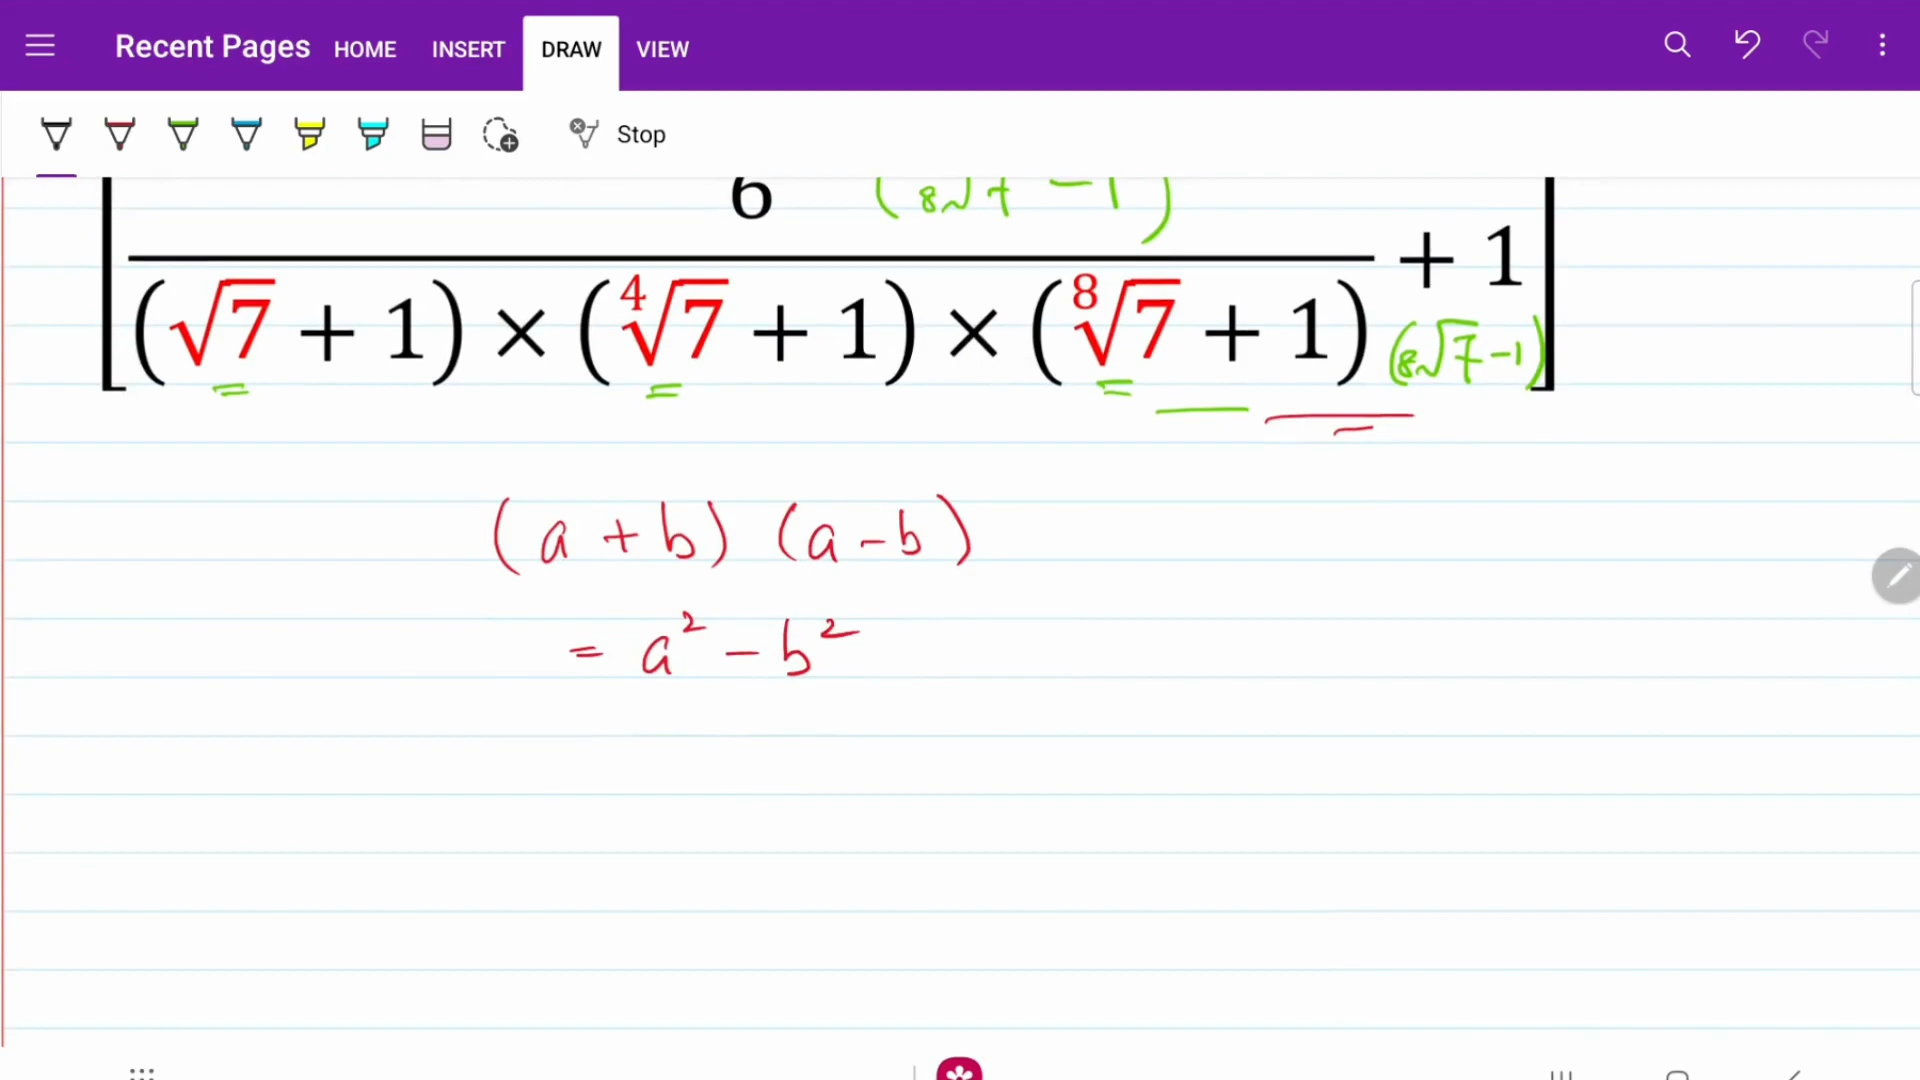 Recent Pages HOME INSERT DRAW VIEW
Stop
6 (8√7 − 1)
(√7 + 1) × (⁴√7 + 1) × (⁸√7 + 1) + 1
(8√7 − 1)
(a + b) (a − b)
= a² − b²